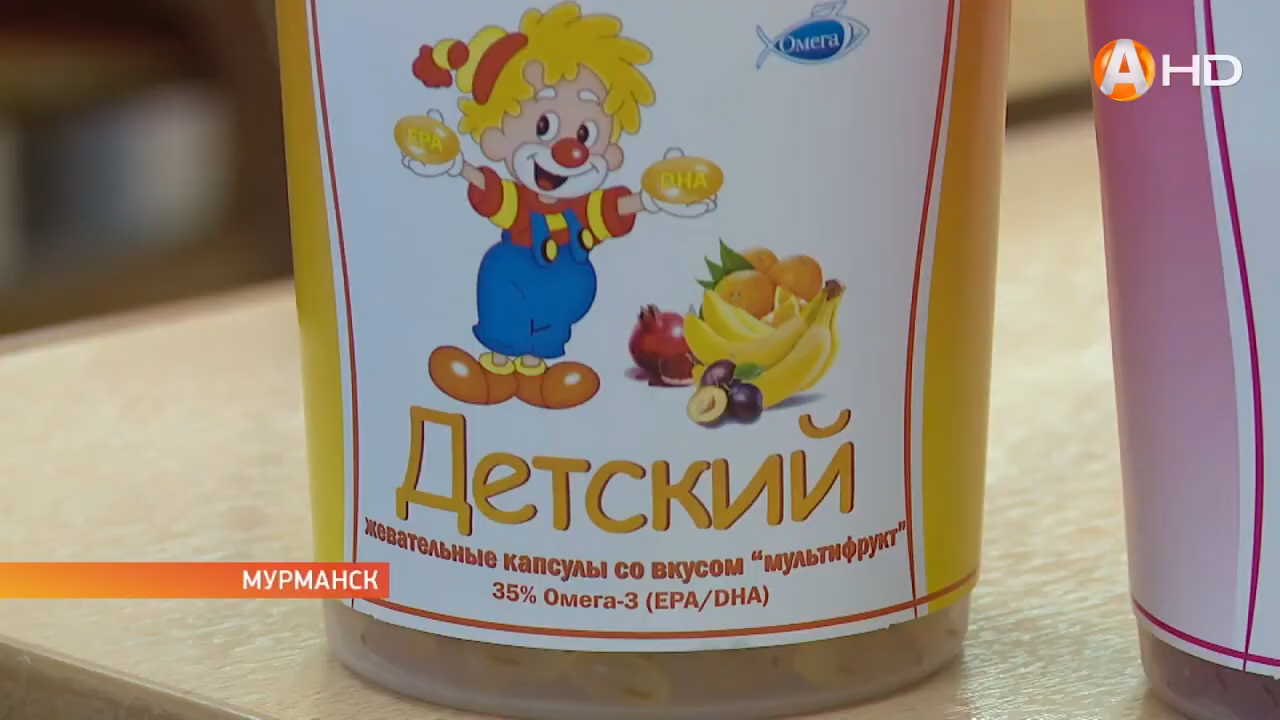 Омега
А HD
EPA
DHA
Детский
жевательные капсулы со вкусом “мультифрукт”
35% Омега-3 (EPA/DHA)
МУРМАНСК